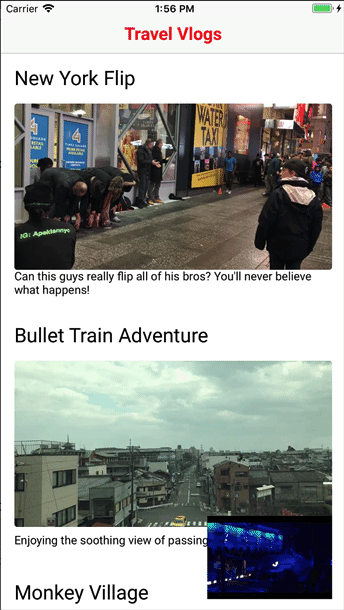 Carrier
1:56 PM
Travel Vlogs
New York Flip
WATER
TAXI
IG: Apeklannyc
Can this guys really flip all of his bros? You'll never believe
what happens!
Bullet Train Adventure
Enjoying the soothing view of passing
Monkey Village